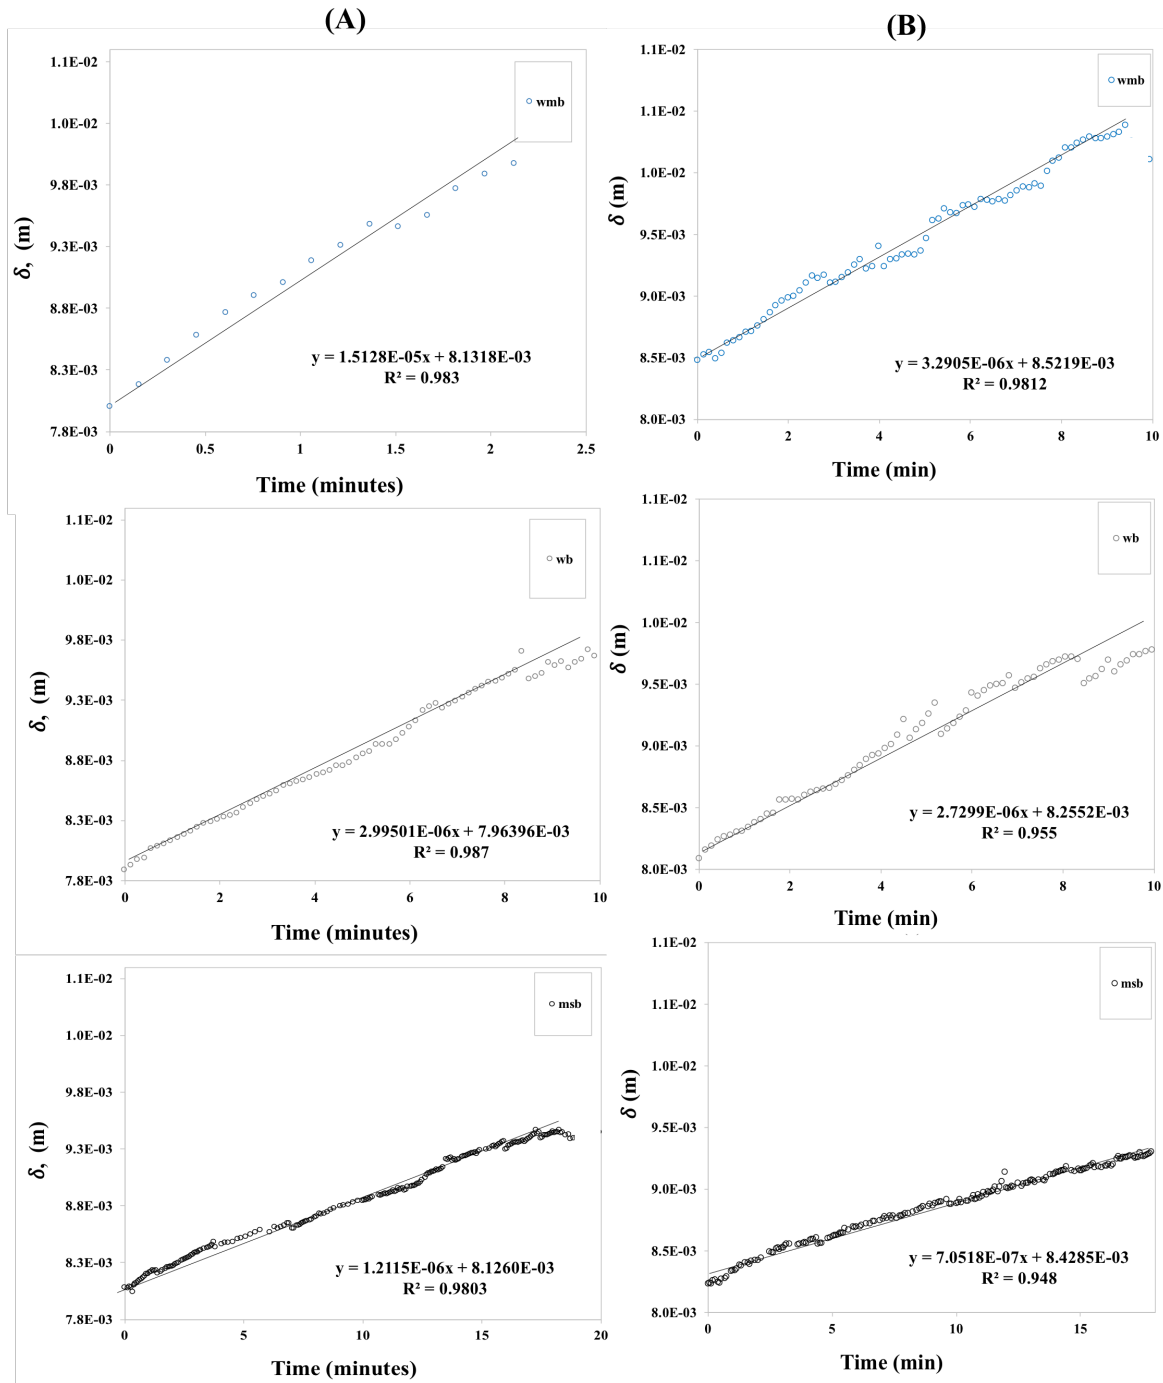 (A)
1.1E-02
1.0E-02
9.8E-03
9.3E-03
8.8E-03
8.3E-03
7.8E-03
δ, (m)
wmb
y = 1.5128E-05x + 8.1318E-03
R² = 0.983
0 0.5 1 1.5 2 2.5
Time (minutes)
(B)
1.1E-02
1.1E-02
1.0E-02
9.5E-03
9.0E-03
8.5E-03
8.0E-03
δ (m)
wmb
y = 3.2905E-06x + 8.5219E-03
R² = 0.9812
0 2 4 6 8 10
Time (min)
1.1E-02
1.0E-02
9.8E-03
9.3E-03
8.8E-03
8.3E-03
7.8E-03
δ, (m)
wb
y = 2.99501E-06x + 7.96396E-03
R² = 0.987
0 2 4 6 8 10
Time (minutes)
1.1E-02
1.1E-02
1.0E-02
9.5E-03
9.0E-03
8.5E-03
8.0E-03
δ (m)
wb
y = 2.7299E-06x + 8.2552E-03
R² = 0.955
0 2 4 6 8 10
Time (min)
1.1E-02
1.0E-02
9.8E-03
9.3E-03
8.8E-03
8.3E-03
7.8E-03
δ, (m)
msb
y = 1.2115E-06x + 8.1260E-03
R² = 0.9803
0 5 10 15 20
Time (minutes)
1.1E-02
1.1E-02
1.0E-02
9.5E-03
9.0E-03
8.5E-03
8.0E-03
δ (m)
msb
y = 7.0518E-07x + 8.4285E-03
R² = 0.948
0 5 10 15
Time (min)